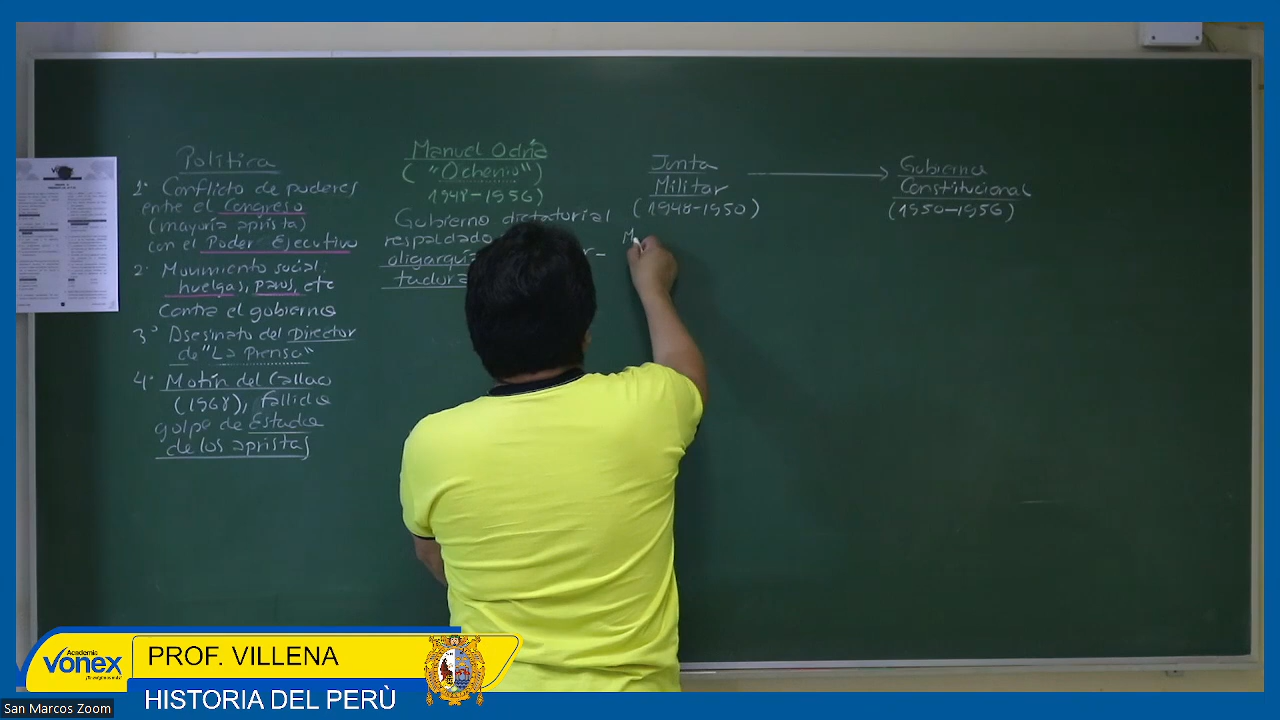 Política
1° Conflicto de poderes
entre el Congreso
(mayuría aprista)
con el Poder Ejecutivo
2° Movimiento social:
huelgas, paros, etc
contra el gobierno
3° Asesinato del Director
de "La Prensa"
4° Motín del Callao
(1968), fallido
golpe de Estado
de los apristas
Manuel Odría
("Ochenio")
1948-1956)
Gobierno dictatorial
respaldado
oligarquía
Junta
Militar
(1948-1950)
M
Gobierno
Constitucional
(1950-1956)
Academia
vonex
PROF. VILLENA
HISTORIA DEL PERÙ
San Marcos Zoom